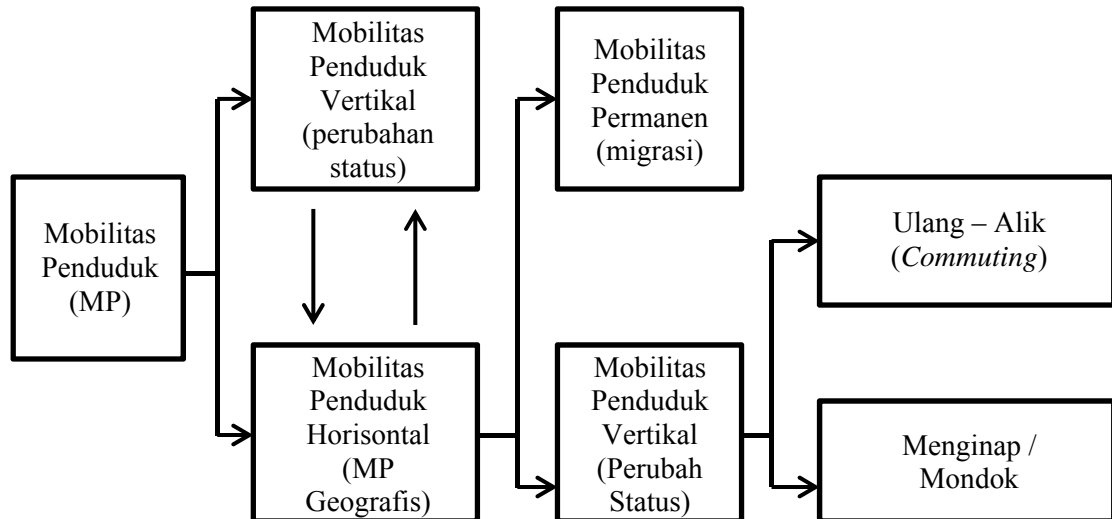 Mobilitas
Penduduk
(MP)
Mobilitas
Penduduk
Vertikal
(perubahan
status)
Mobilitas
Penduduk
Horisontal
(MP
Geografis)
Mobilitas
Penduduk
Permanen
(migrasi)
Mobilitas
Penduduk
Vertikal
(Perubah
Status)
Ulang – Alik
(Commuting)
Menginap /
Mondok